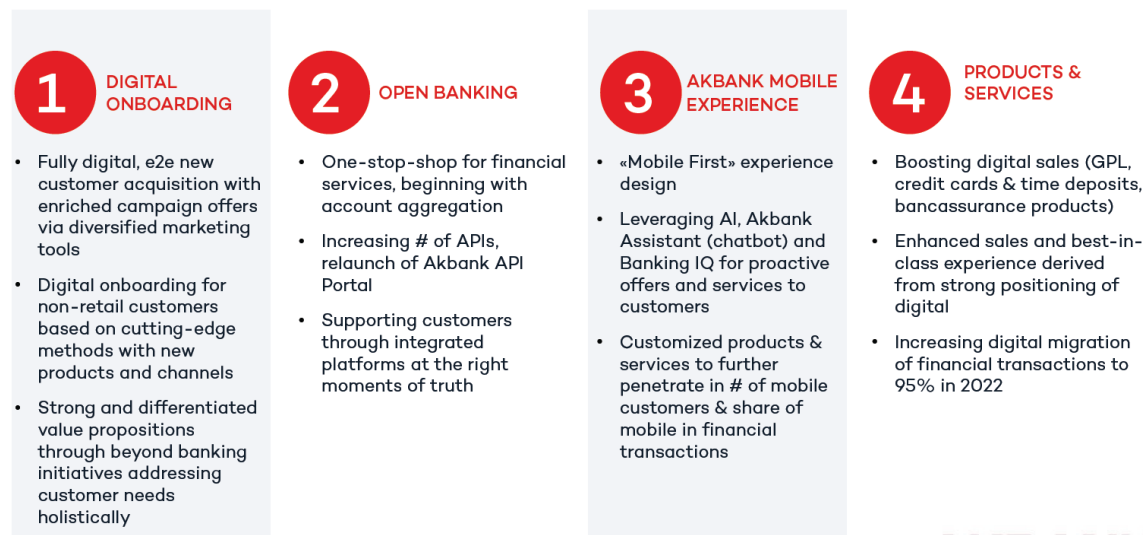 1
DIGITAL
ONBOARDING
• Fully digital, e2e new
customer acquisition with
enriched campaign offers
via diversified marketing
tools
• Digital onboarding for
non-retail customers
based on cutting-edge
methods with new
products and channels
• Strong and differentiated
value propositions
through beyond banking
initiatives addressing
customer needs
holistically
2
OPEN BANKING
• One-stop-shop for financial
services, beginning with
account aggregation
• Increasing # of APIs,
relaunch of Akbank API
Portal
• Supporting customers
through integrated
platforms at the right
moments of truth
3
AKBANK MOBILE
EXPERIENCE
• «Mobile First» experience
design
• Leveraging AI, Akbank
Assistant (chatbot) and
Banking IQ for proactive
offers and services to
customers
• Customized products &
services to further
penetrate in # of mobile
customers & share of
mobile in financial
transactions
4
PRODUCTS &
SERVICES
• Boosting digital sales (GPL,
credit cards & time deposits,
bancassurance products)
• Enhanced sales and best-in-
class experience derived
from strong positioning of
digital
• Increasing digital migration
of financial transactions to
95% in 2022